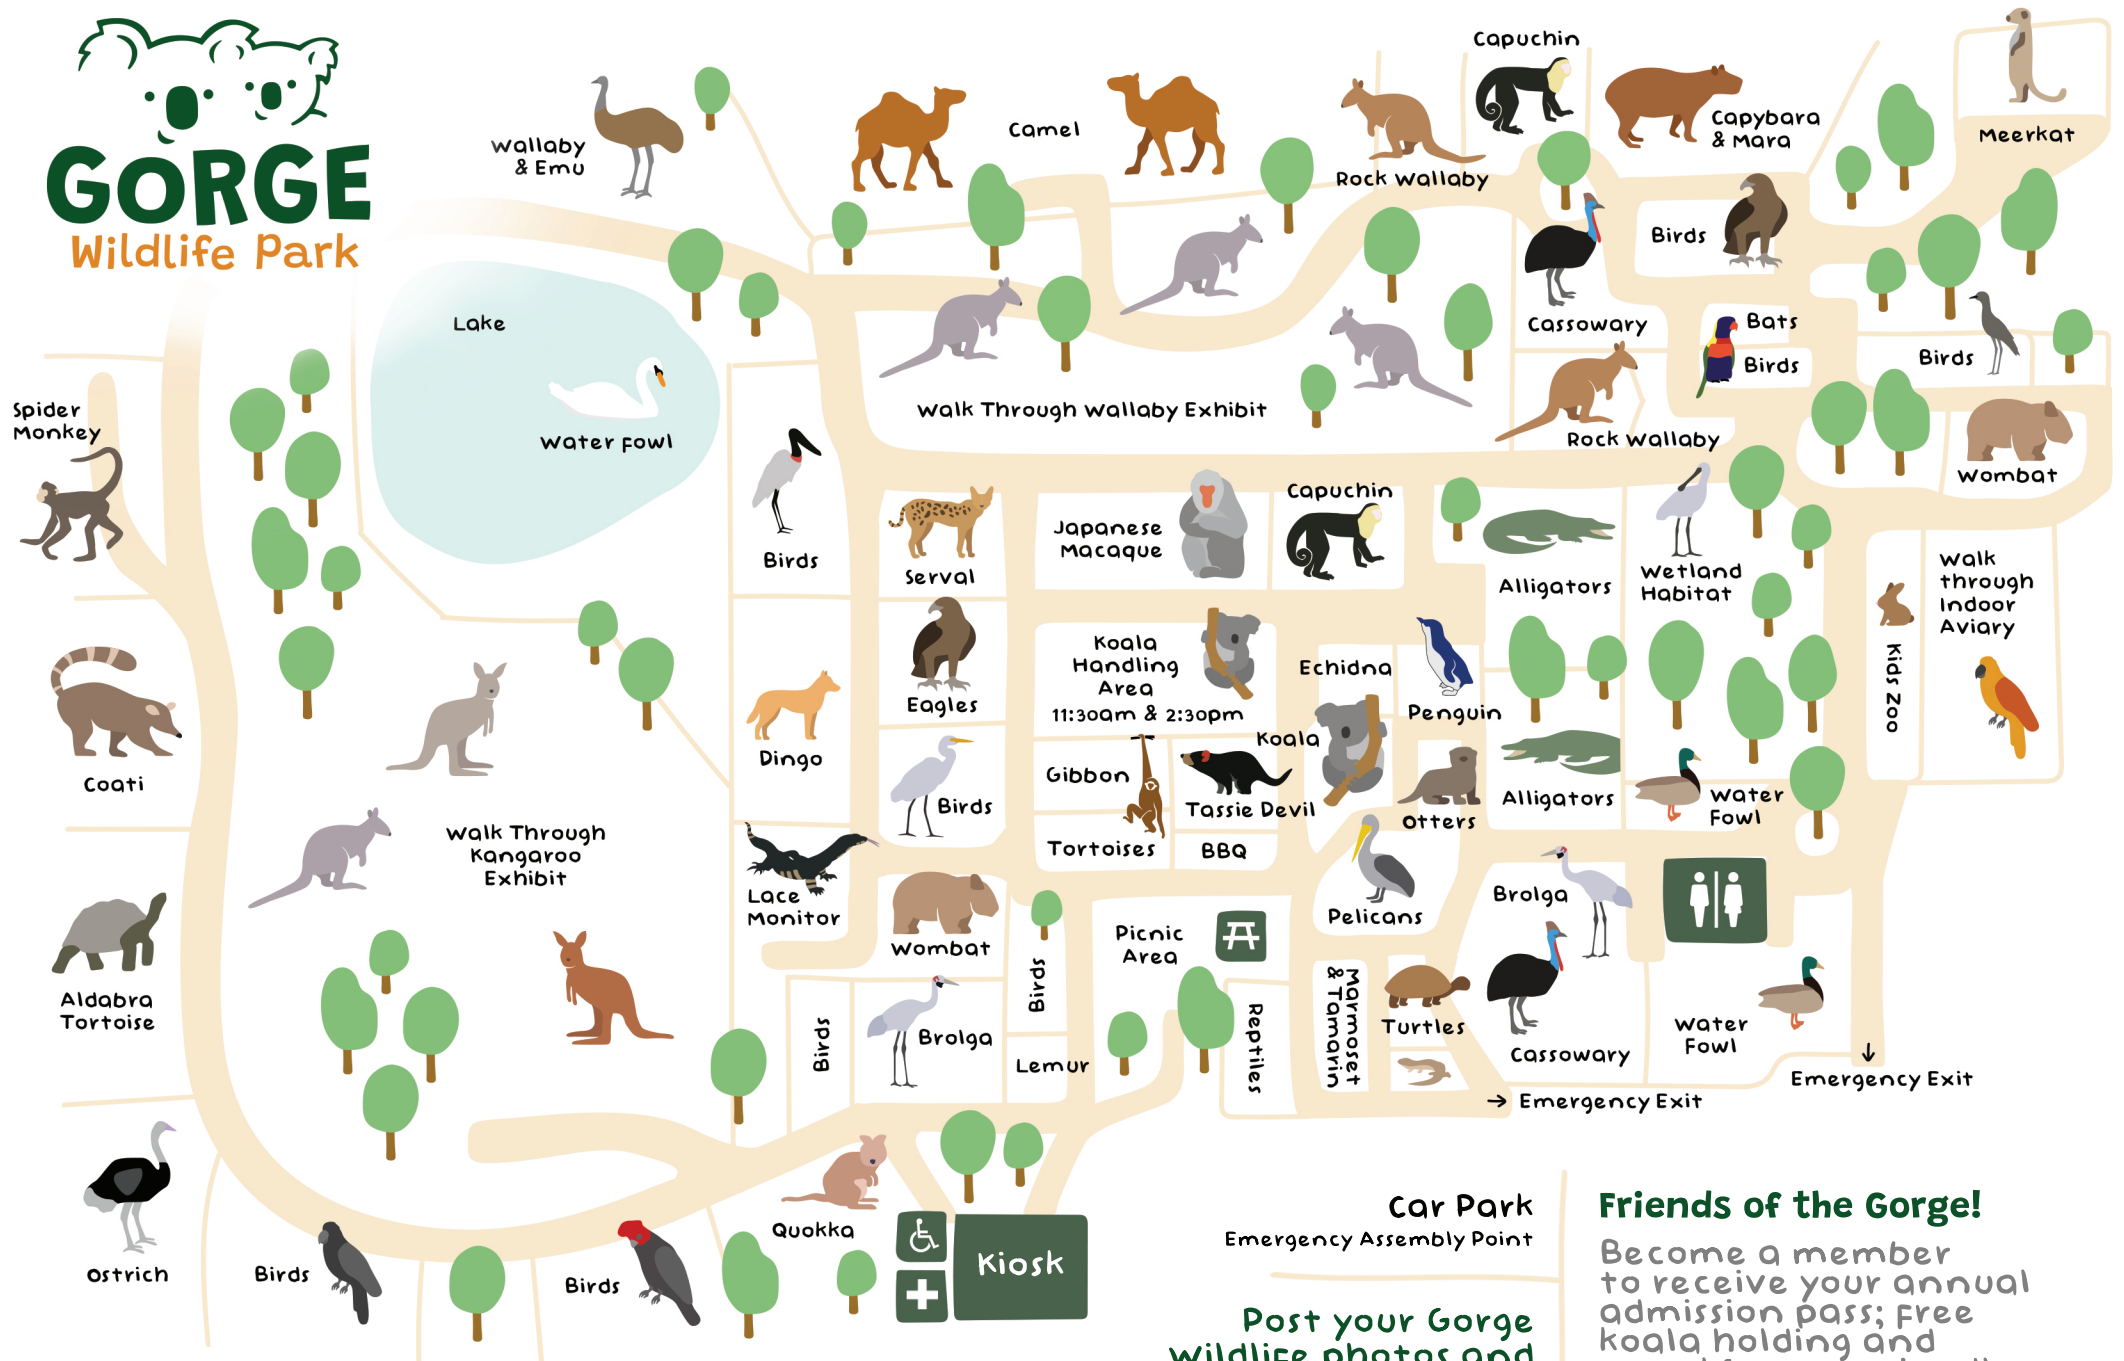 GORGE
Wildlife Park
Wallaby
& Emu
Camel
Capuchin
Rock Wallaby
Capybara
& Mara
Meerkat
Lake
Water Fowl
Birds
Cassowary
Bats
Birds
Birds
Spider
Monkey
Walk Through Wallaby Exhibit
Rock Wallaby
Wombat
Birds
Serval
Japanese
Macaque
Capuchin
Alligators
Wetland
Habitat
Walk
through
Indoor
Aviary
Kids Zoo
Coati
Dingo
Eagles
Koala
Handling
Area
11:30am & 2:30pm
Echidna
Penguin
Koala
Birds
Gibbon
Tassie Devil
Otters
Alligators
Water
Fowl
Tortoises
BBQ
Walk Through
Kangaroo
Exhibit
Lace
Monitor
Wombat
Picnic
Area
Pelicans
Brolga
Aldabra
Tortoise
Birds
Brolga
Birds
Lemur
Reptiles
Marmoset
& Tamarin
Turtles
Cassowary
Water
Fowl
Emergency Exit
Emergency Exit
Ostrich
Birds
Birds
Quokka
Kiosk
Car Park
Emergency Assembly Point
Post your Gorge
Wildlife photos and
Friends of the Gorge!
Become a member
to receive your annual
admission pass; Free
koala holding and